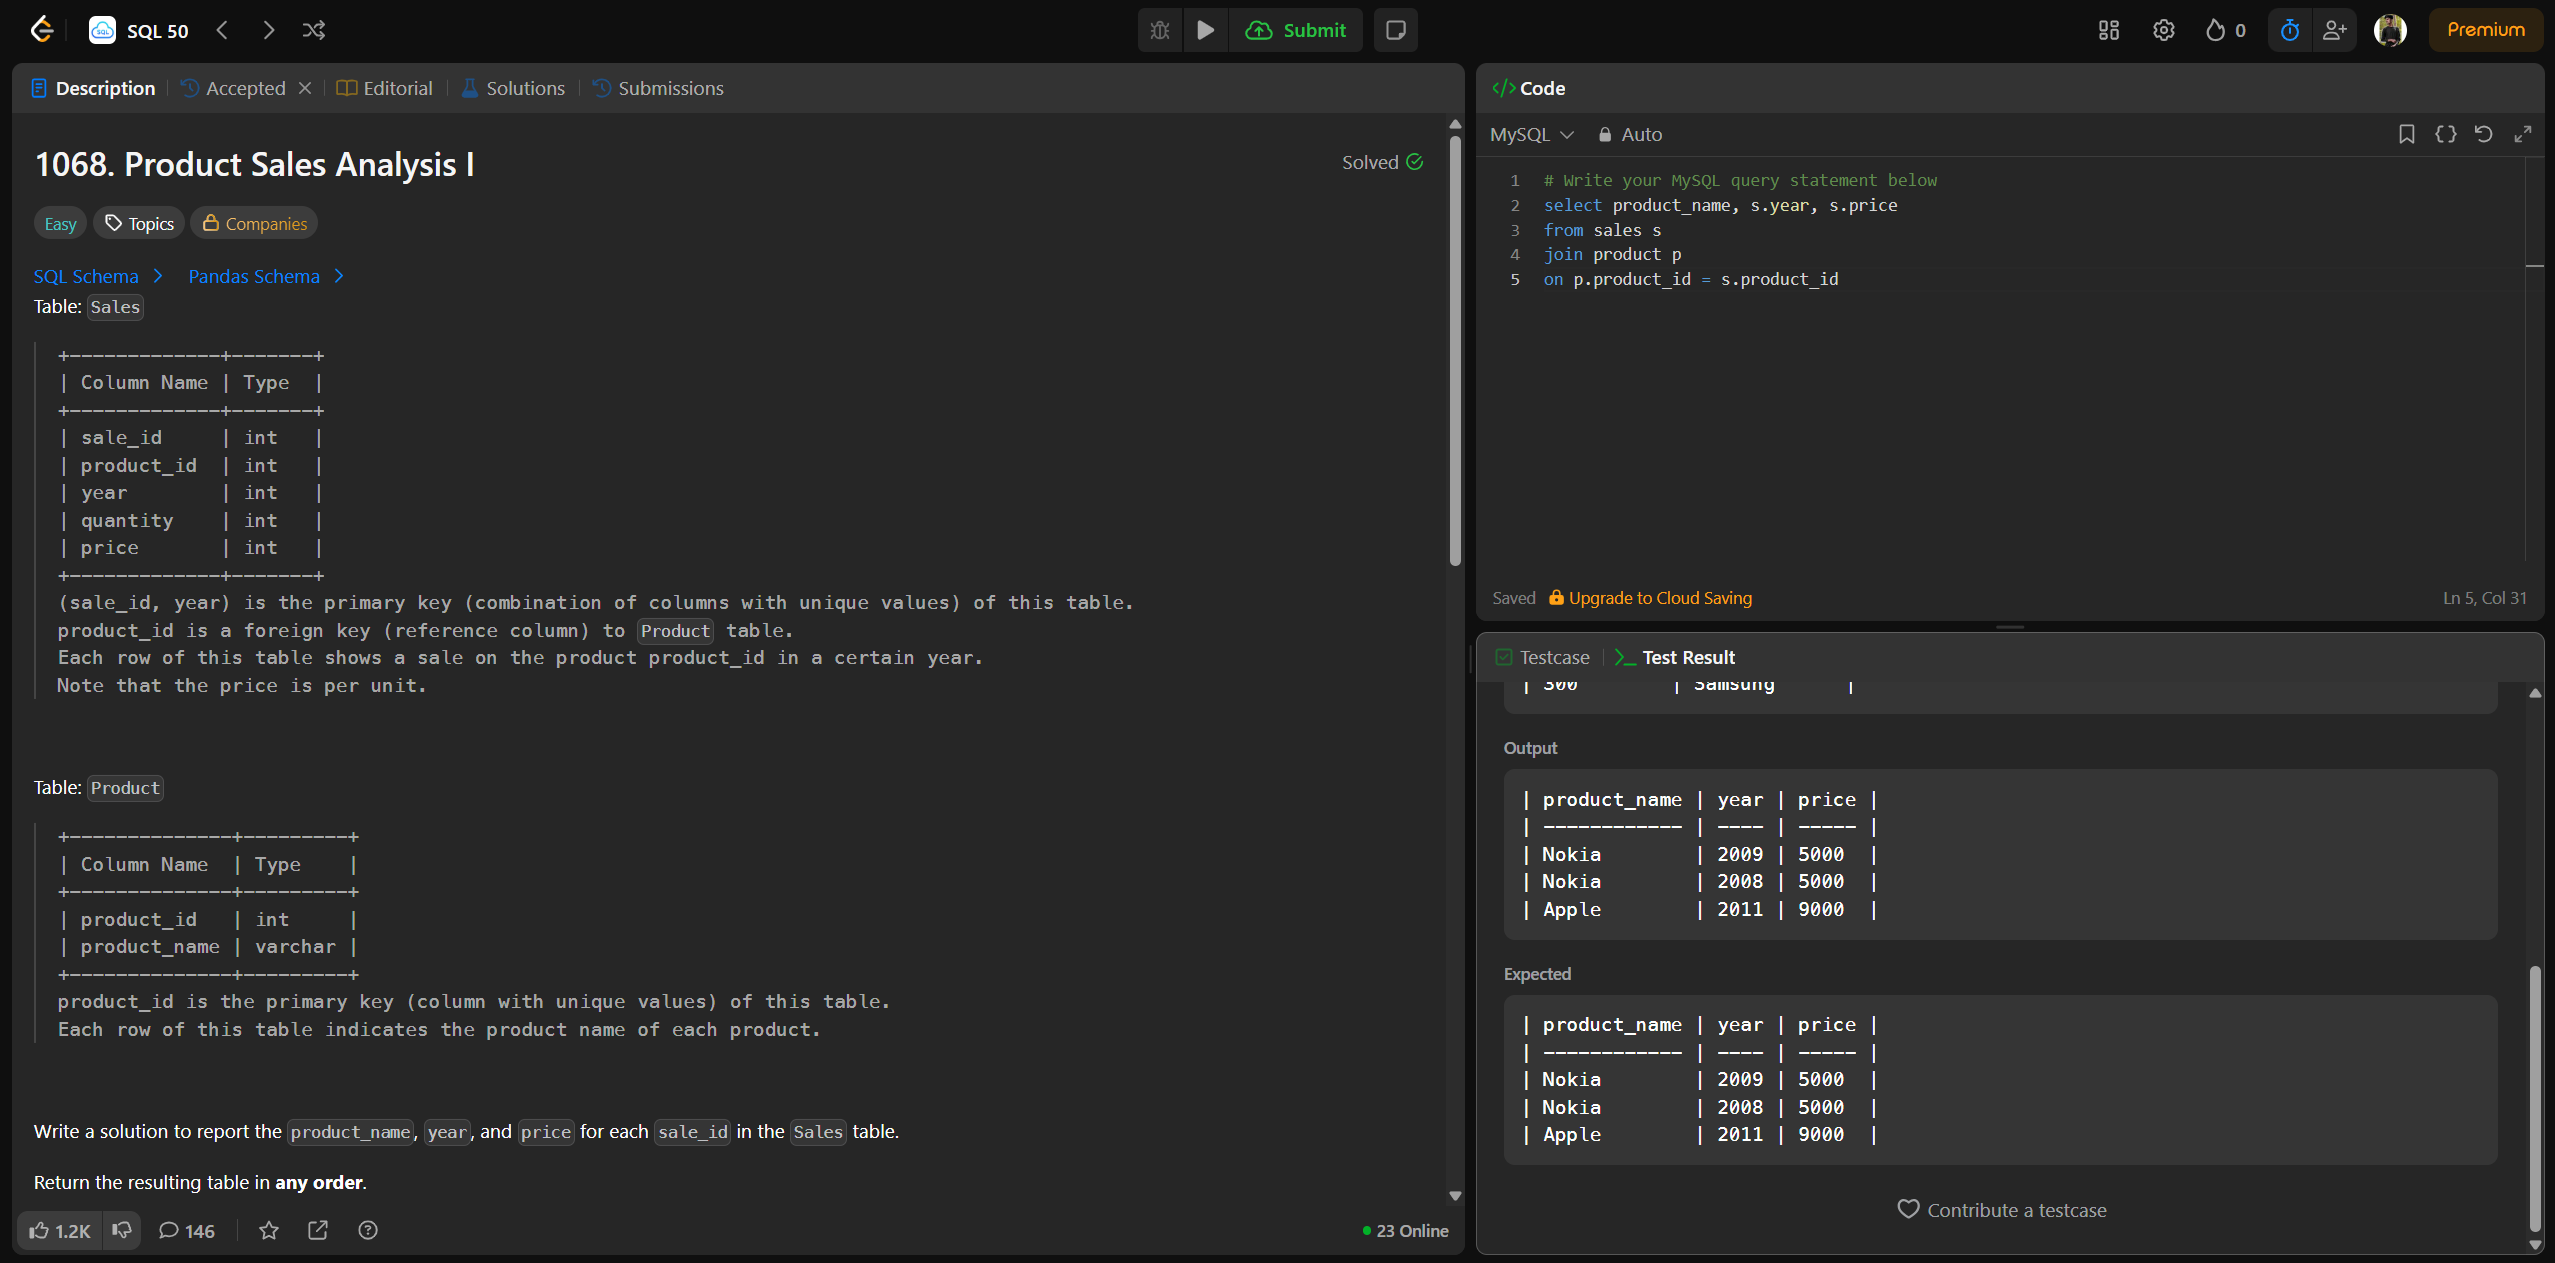 SQL 50
Submit
0
Premium
Description
Accepted
Editorial
Solutions
Submissions
1068. Product Sales Analysis I
Solved
Easy
Topics
Companies
SQL Schema
Pandas Schema
Table: Sales
+-------------+-------+
| Column Name | Type  |
+-------------+-------+
| sale_id     | int   |
| product_id  | int   |
| year        | int   |
| quantity    | int   |
| price       | int   |
+-------------+-------+
(sale_id, year) is the primary key (combination of columns with unique values) of this table.
product_id is a foreign key (reference column) to Product table.
Each row of this table shows a sale on the product product_id in a certain year.
Note that the price is per unit.
Table: Product
+--------------+---------+
| Column Name  | Type    |
+--------------+---------+
| product_id   | int     |
| product_name | varchar |
+--------------+---------+
product_id is the primary key (column with unique values) of this table.
Each row of this table indicates the product name of each product.
Write a solution to report the product_name, year, and price for each sale_id in the Sales table.
Return the resulting table in any order.
1.2K
146
23 Online
Code
MySQL
Auto
1 # Write your MySQL query statement below
2 select product_name, s.year, s.price
3 from sales s
4 join product p
5 on p.product_id = s.product_id
Saved
Upgrade to Cloud Saving
Ln 5, Col 31
Testcase
Test Result
| 300        | Samsung      |
Output
| product_name | year | price |
| ------------ | ---- | ----- |
| Nokia        | 2009 | 5000  |
| Nokia        | 2008 | 5000  |
| Apple        | 2011 | 9000  |
Expected
| product_name | year | price |
| ------------ | ---- | ----- |
| Nokia        | 2009 | 5000  |
| Nokia        | 2008 | 5000  |
| Apple        | 2011 | 9000  |
Contribute a testcase